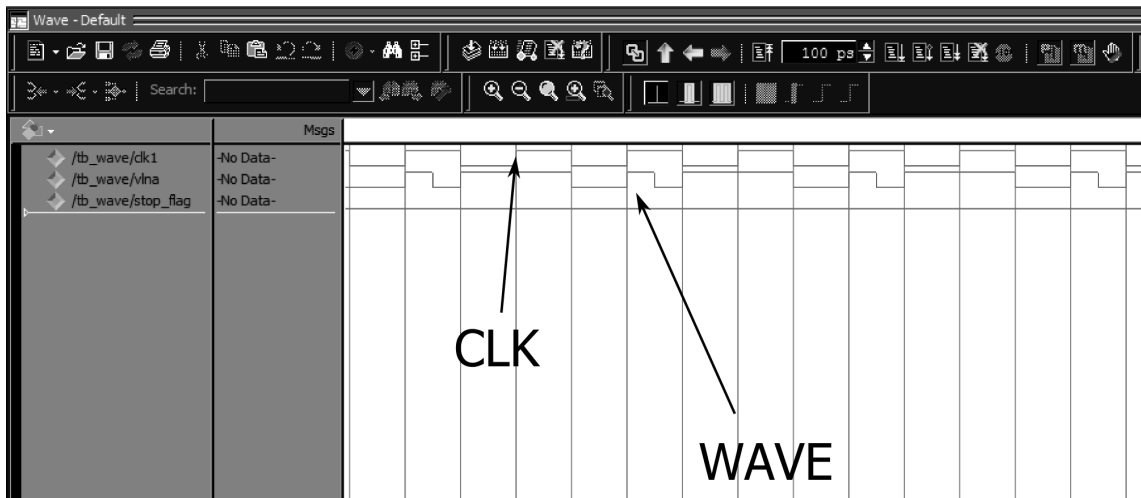 Wave - Default
100 ps
Search:
Msgs
/tb_wave/clk1 -No Data-
/tb_wave/vlna -No Data-
/tb_wave/stop_flag -No Data-
CLK
WAVE